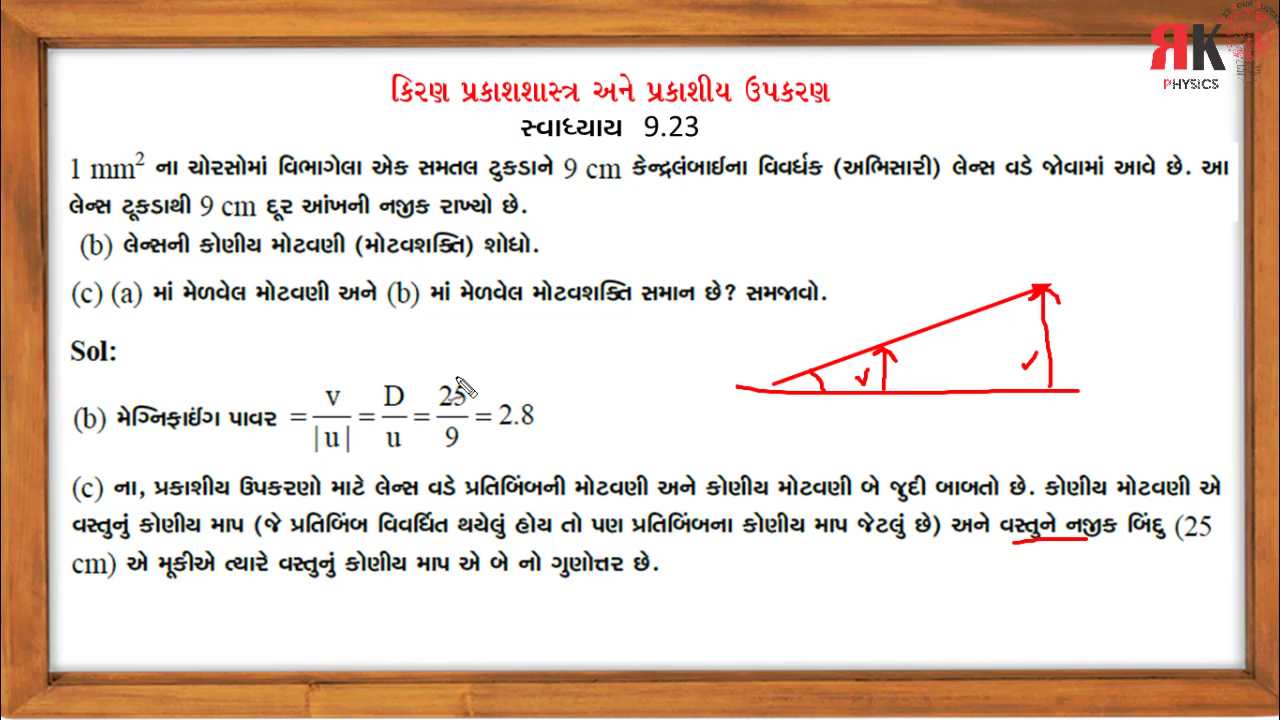 ЯK
PHYSICS
કિરણ પ્રકાશશાસ્ત્ર અને પ્રકાશીય ઉપકરણ
સ્વાધ્યાય 9.23
1 mm² ના ચોરસોમાં વિભાગેલા એક સમતલ ટુકડાને 9 cm કેન્દ્રલંબાઈના વિવર્ધક (અભિસારી) લેન્સ વડે જોવામાં આવે છે. આ
લેન્સ ટૂકડાથી 9 cm દૂર આંખની નજીક રાખ્યો છે.
(b) લેન્સની કોણીય મોટવણી (મોટવશક્તિ) શોધો.
(c) (a) માં મેળવેલ મોટવણી અને (b) માં મેળવેલ મોટવશક્તિ સમાન છે? સમજાવો.
Sol:
(b) મેગ્નિફાઈંગ પાવર = v/|u| = D/u = 25/9 = 2.8
(c) ના, પ્રકાશીય ઉપકરણો માટે લેન્સ વડે પ્રતિબિંબની મોટવણી અને કોણીય મોટવણી બે જુદી બાબતો છે. કોણીય મોટવણી એ
વસ્તુનું કોણીય માપ (જે પ્રતિબિંબ વિવર્ધિત થયેલું હોય તો પણ પ્રતિબિંબના કોણીય માપ જેટલું છે) અને વસ્તુને નજીક બિંદુ (25
cm) એ મૂકીએ ત્યારે વસ્તુનું કોણીય માપ એ બે નો ગુણોત્તર છે.